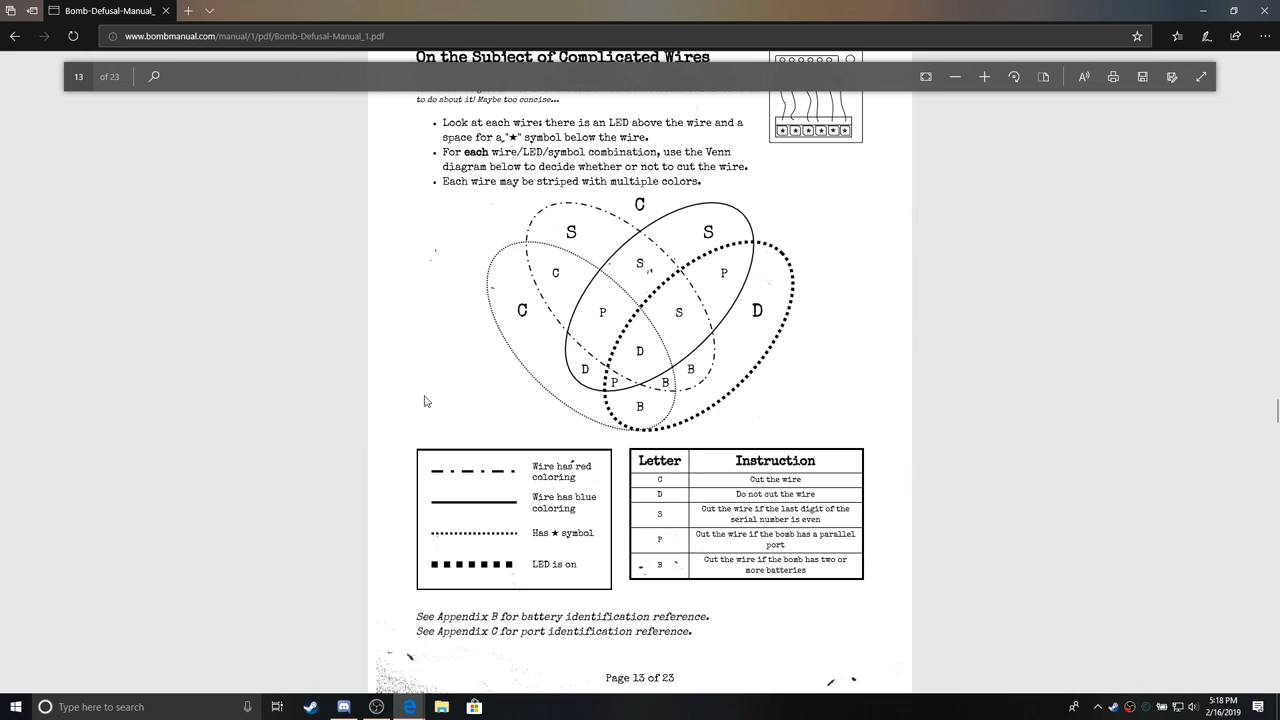 Bomb-Defusal-Manual_
www.bombmanual.com/manual/1/pdf/Bomb-Defusal-Manual_1.pdf
On the Subject of Complicated Wires
13 of 23
to do about it! Maybe too concise...
• Look at each wire: there is an LED above the wire and a
space for a "★" symbol below the wire.
• For each wire/LED/symbol combination, use the Venn
diagram below to decide whether or not to cut the wire.
• Each wire may be striped with multiple colors.
C
S S
S
C P
C P S D
D
D B
P B
B
Wire has red
coloring
Wire has blue
coloring
Has ★ symbol
LED is on
Letter Instruction
C Cut the wire
D Do not cut the wire
S Cut the wire if the last digit of the
serial number is even
P Cut the wire if the bomb has a parallel
port
B Cut the wire if the bomb has two or
more batteries
See Appendix B for battery identification reference.
See Appendix C for port identification reference.
Page 13 of 23
Type here to search
5:18 PM
2/16/2019